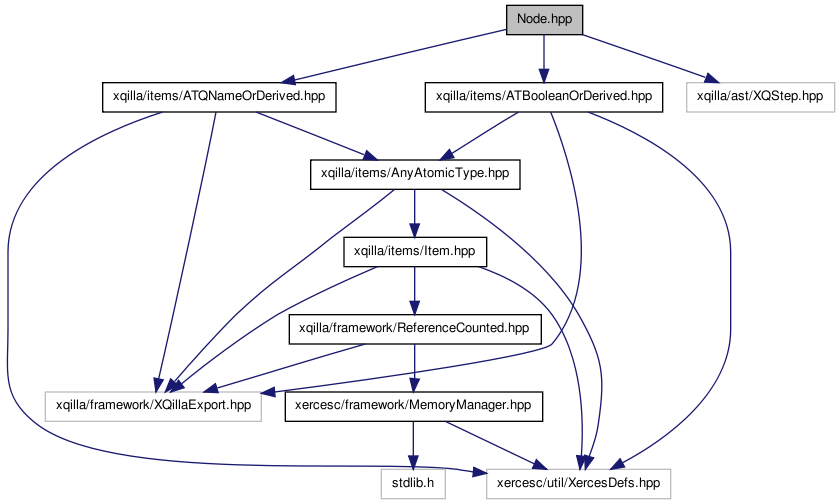 Node.hpp
xqilla/items/ATQNameOrDerived.hpp
xqilla/items/ATBooleanOrDerived.hpp
xqilla/ast/XQStep.hpp
xqilla/items/AnyAtomicType.hpp
xqilla/items/Item.hpp
xqilla/framework/ReferenceCounted.hpp
xqilla/framework/XQillaExport.hpp
xercesc/framework/MemoryManager.hpp
stdlib.h
xercesc/util/XercesDefs.hpp